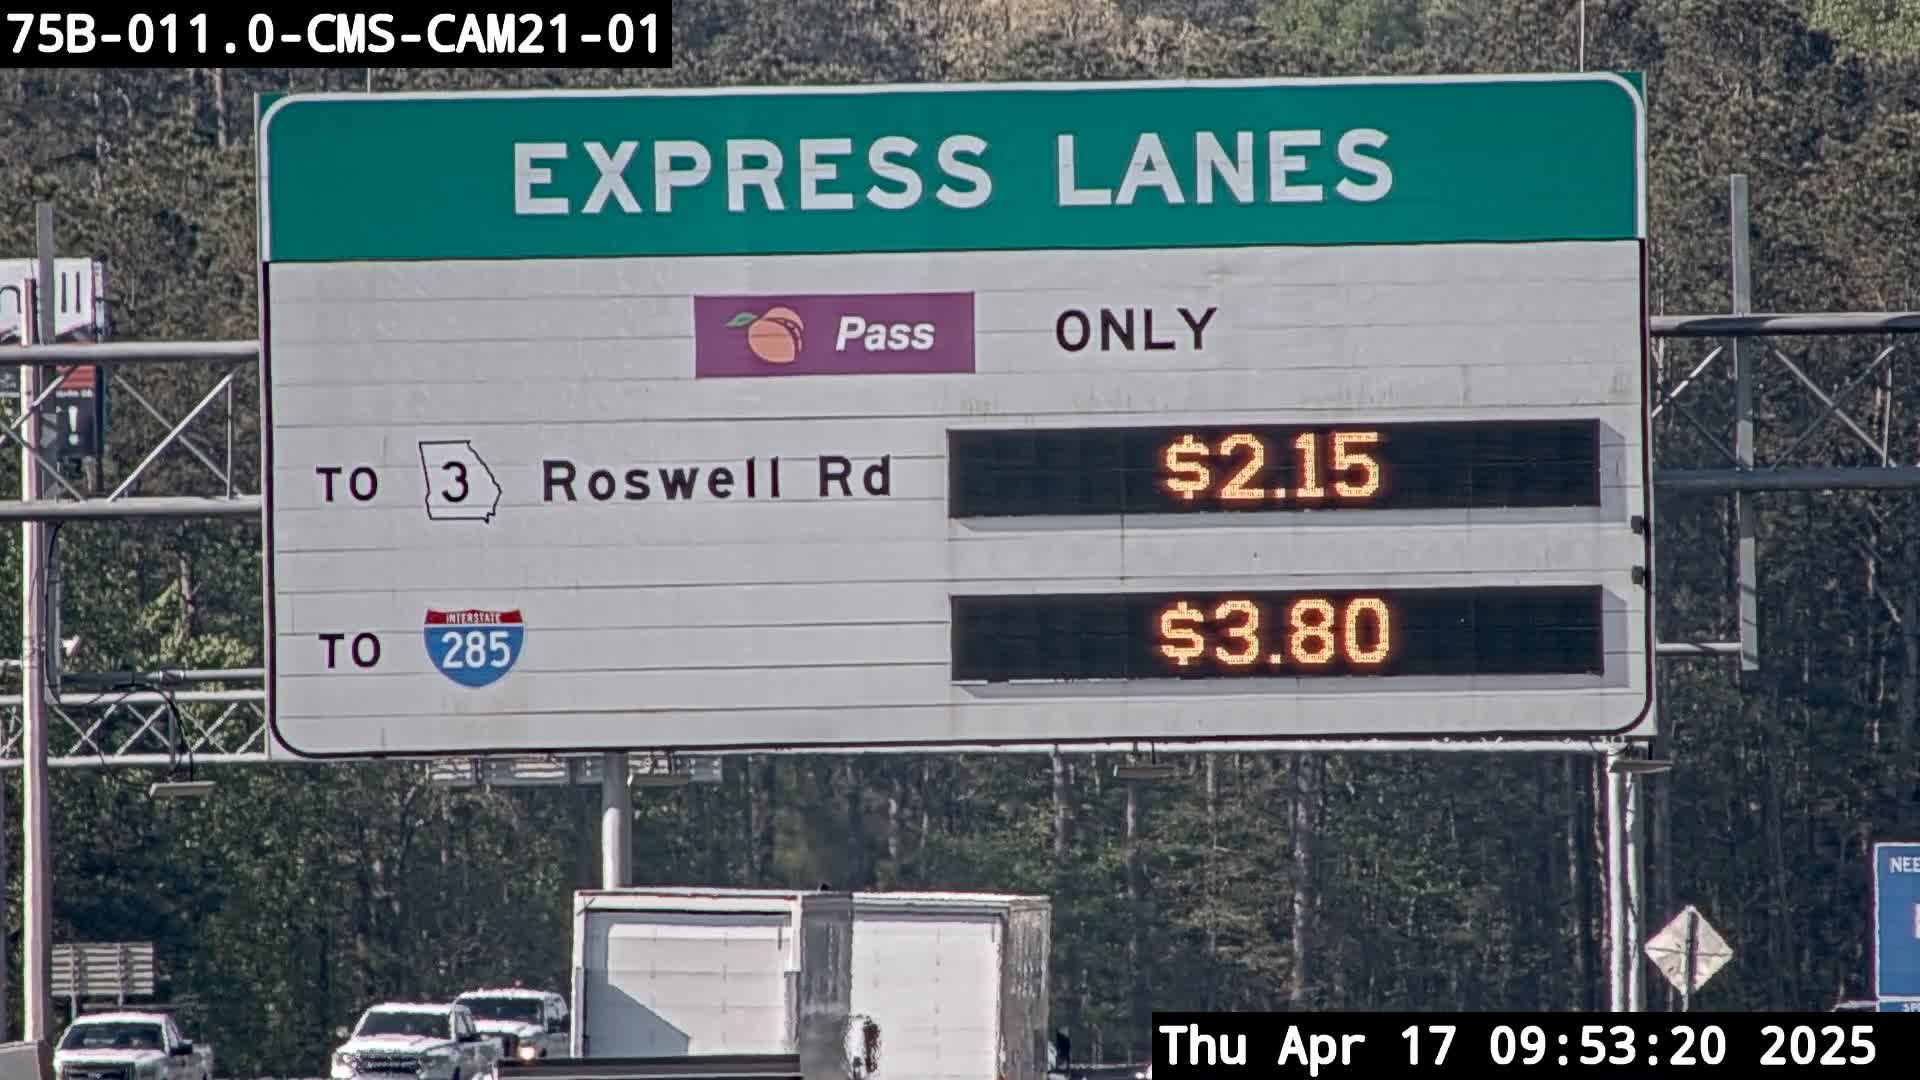 75B-011.0-CMS-CAM21-01
EXPRESS LANES
Pass ONLY
TO 3 Roswell Rd $2.15
TO INTERSTATE 285 $3.80
Thu Apr 17 09:53:20 2025